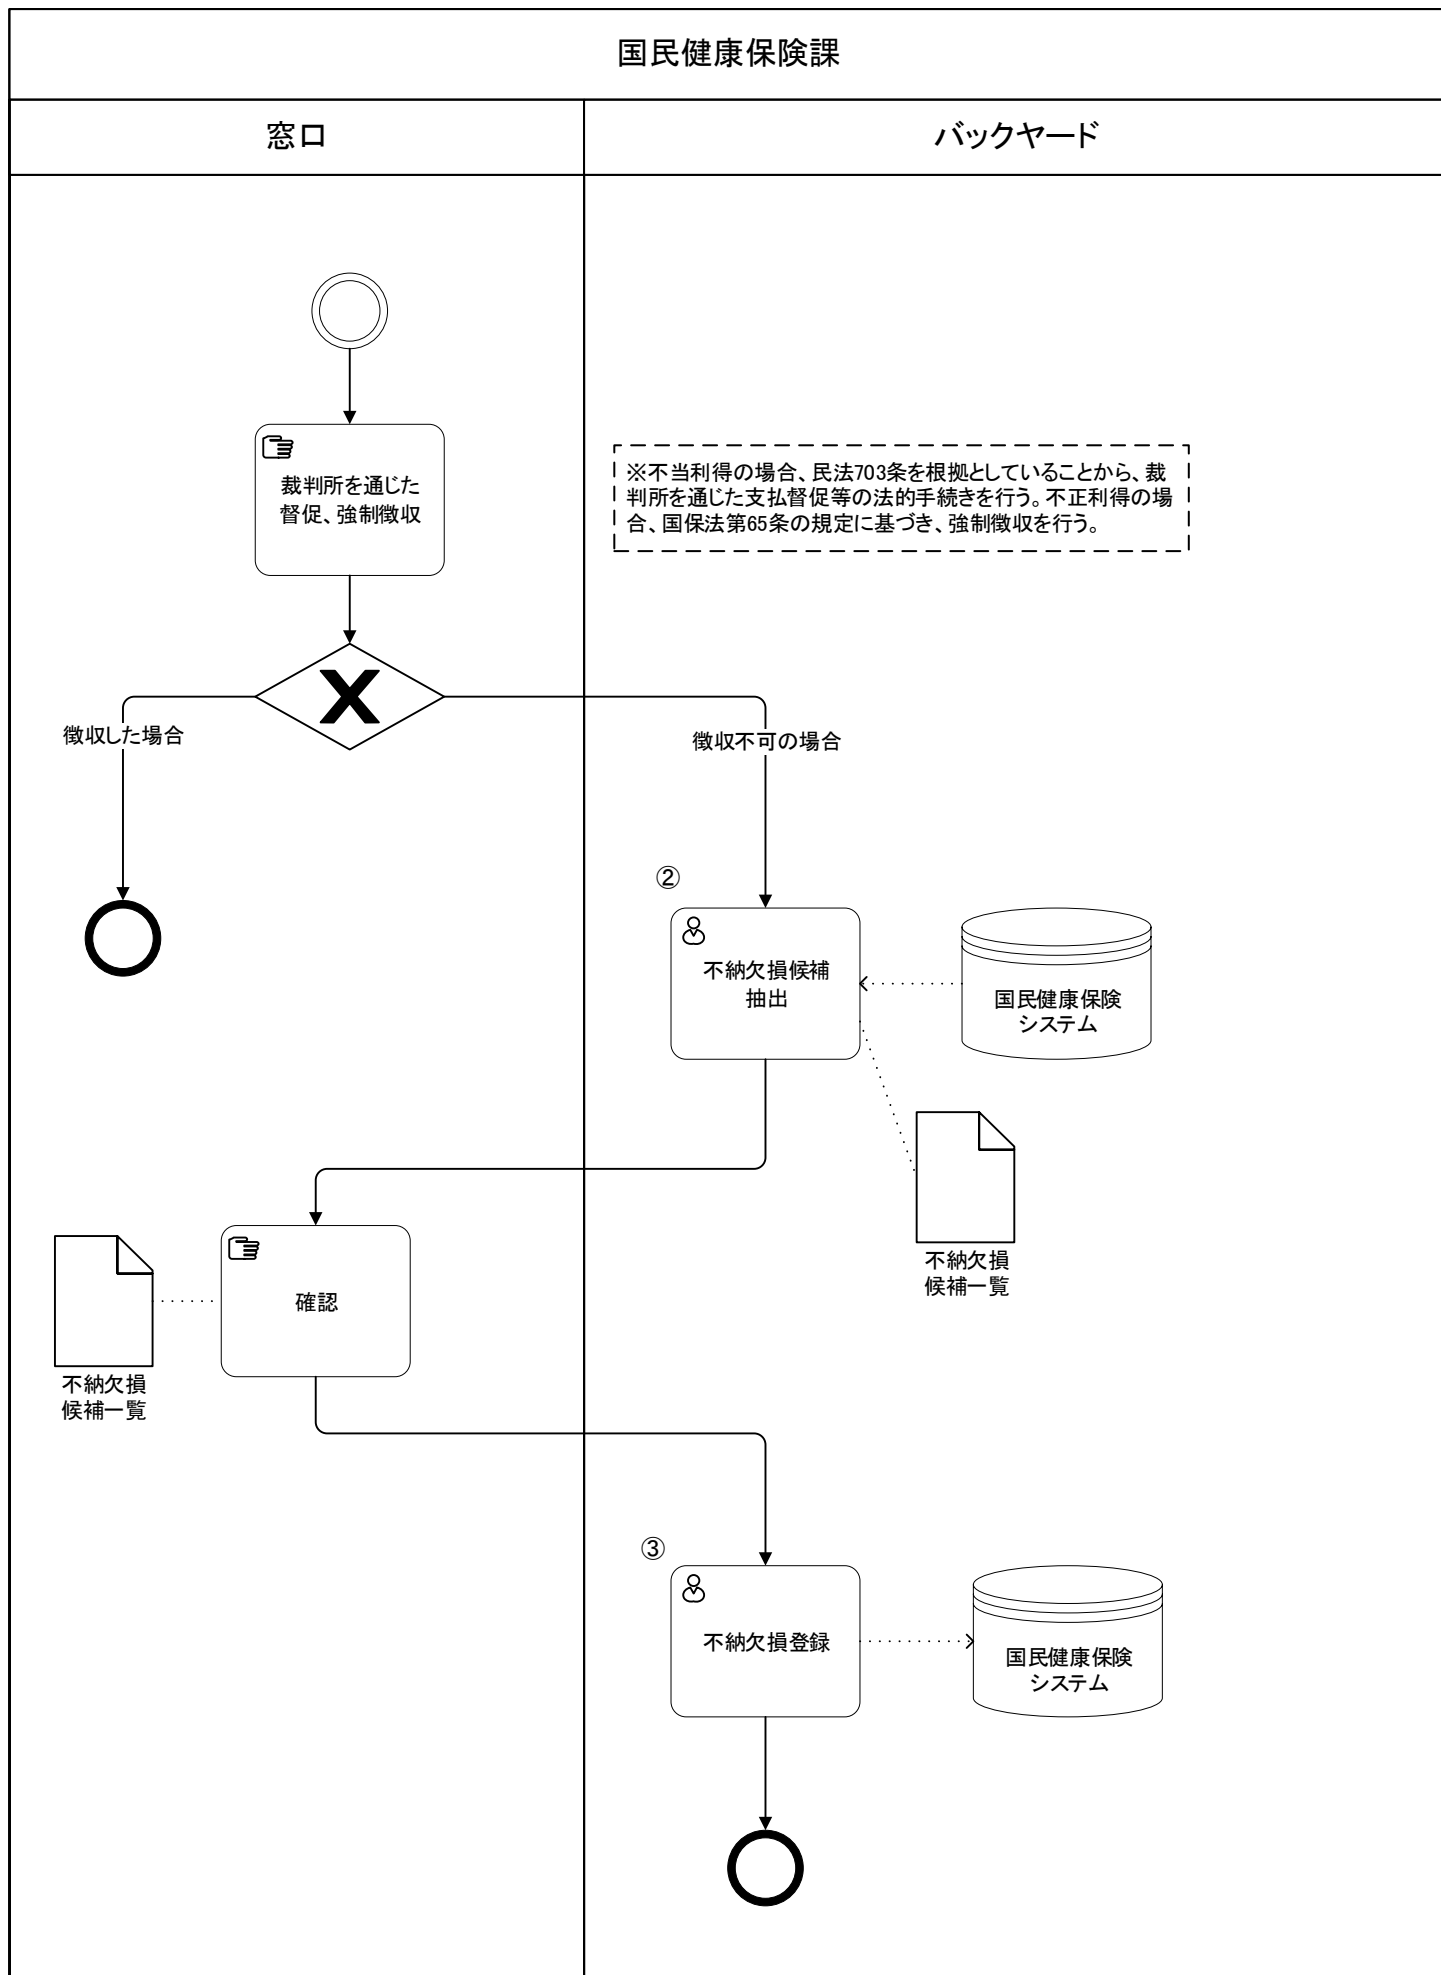 国民健康保険課
窓口
バックヤード
裁判所を通じた
督促、強制徴収
※不当利得の場合、民法703条を根拠としていることから、裁
判所を通じた支払督促等の法的手続きを行う。不正利得の場
合、国保法第65条の規定に基づき、強制徴収を行う。
徴収した場合
徴収不可の場合
②
不納欠損候補
抽出
国民健康保険
システム
不納欠損
候補一覧
確認
不納欠損
候補一覧
③
不納欠損登録
国民健康保険
システム